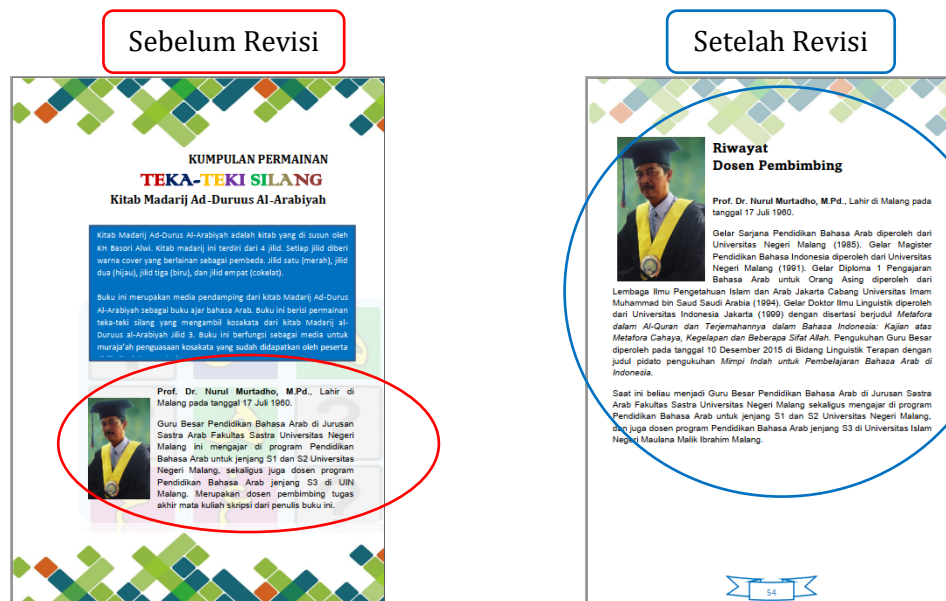 Sebelum Revisi
KUMPULAN PERMAINAN
TEKA-TEKI SILANG
Kitab Madarij Ad-Duruus Al-Arabiyah
Kitab Madarij Ad-Durus Al-Arabiyah adalah kitab yang di susun oleh
KH Basori Alwi. Kitab madarij ini terdiri dari 4 jilid. Setiap jilid diberi
warna cover yang berlainan sebagai pembeda. jilid satu (merah), jilid
dua (hijau), jilid tiga (biru), dan jilid empat (cokelat).
Buku ini merupakan media pendamping dari kitab Madarij Ad-Durus
Al-Arabiyah sebagai buku ajar bahasa Arab. Buku ini berisi permainan
teka-teki silang yang mengambil kosakata dari kitab Madarij al-
Duruus al-Arabiyah Jilid 3. Buku ini berfungsi sebagai media untuk
muraja'ah penguasaan kosakata yang sudah didapatkan oleh peserta
Prof. Dr. Nurul Murtadho, M.Pd., Lahir di
Malang pada tanggal 17 Juli 1960.
Guru Besar Pendidikan Bahasa Arab di Jurusan
Sastra Arab Fakultas Sastra Universitas Negeri
Malang ini mengajar di program Pendidikan
Bahasa Arab untuk jenjang S1 dan S2 Universitas
Negeri Malang, sekaligus juga dosen program
Pendidikan Bahasa Arab jenjang S3 di UIN
Malang. Merupakan dosen pembimbing tugas
akhir mata kuliah skripsi dari penulis buku ini.
Setelah Revisi
Riwayat
Dosen Pembimbing
Prof. Dr. Nurul Murtadho, M.Pd., Lahir di Malang pada
tanggal 17 Juli 1960.
Gelar Sarjana Pendidikan Bahasa Arab diperoleh dari
Universitas Negeri Malang (1985). Gelar Magister
Pendidikan Bahasa Indonesia diperoleh dari Universitas
Negeri Malang (1991). Gelar Diploma 1 Pengajaran
Bahasa Arab untuk Orang Asing diperoleh dari
Lembaga Ilmu Pengetahuan Islam dan Arab Jakarta Cabang Universitas Imam
Muhammad bin Saud Saudi Arabia (1994). Gelar Doktor Ilmu Linguistik diperoleh
dari Universitas Indonesia Jakarta (1999) dengan disertasi berjudul Metafora
dalam Al-Quran dan Terjemahannya dalam Bahasa Indonesia: Kajian atas
Metafora Cahaya, Kegelapan dan Beberapa Sifat Allah. Pengukuhan Guru Besar
diperoleh pada tanggal 10 Desember 2015 di Bidang Linguistik Terapan dengan
judul pidato pengukuhan Mimpi Indah untuk Pembelajaran Bahasa Arab di
Indonesia.
Saat ini beliau menjadi Guru Besar Pendidikan Bahasa Arab di Jurusan Sastra
Arab Fakultas Sastra Universitas Negeri Malang sekaligus mengajar di program
Pendidikan Bahasa Arab untuk jenjang S1 dan S2 Universitas Negeri Malang,
dan juga dosen program Pendidikan Bahasa Arab jenjang S3 di Universitas Islam
Negeri Maulana Malik Ibrahim Malang.
54